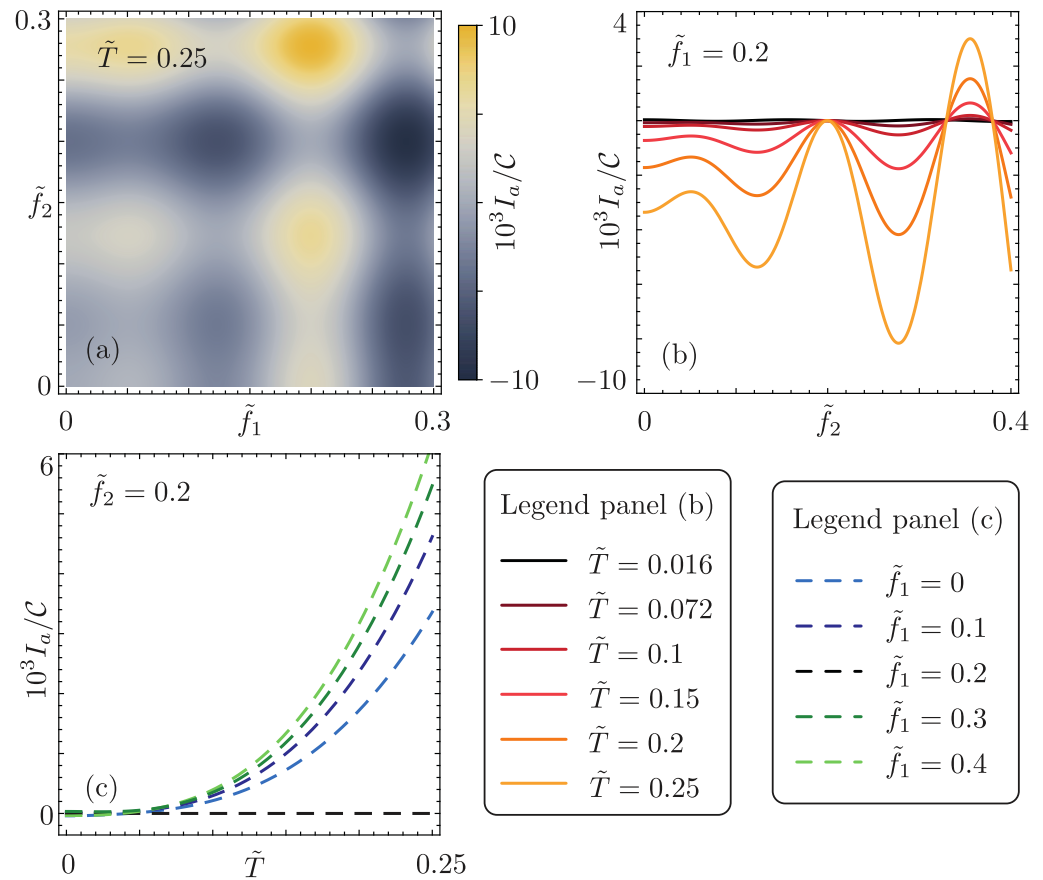 0.3
T̃ = 0.25
f̃₂
(a)
0
0
f̃₁
0.3
10
10³Iₐ/𝒞
−10
4
f̃₁ = 0.2
10³Iₐ/𝒞
(b)
−10
0
f̃₂
0.4
6
f̃₂ = 0.2
10³Iₐ/𝒞
(c)
0
0
T̃
0.25
Legend panel (b)
T̃ = 0.016
T̃ = 0.072
T̃ = 0.1
T̃ = 0.15
T̃ = 0.2
T̃ = 0.25
Legend panel (c)
f̃₁ = 0
f̃₁ = 0.1
f̃₁ = 0.2
f̃₁ = 0.3
f̃₁ = 0.4